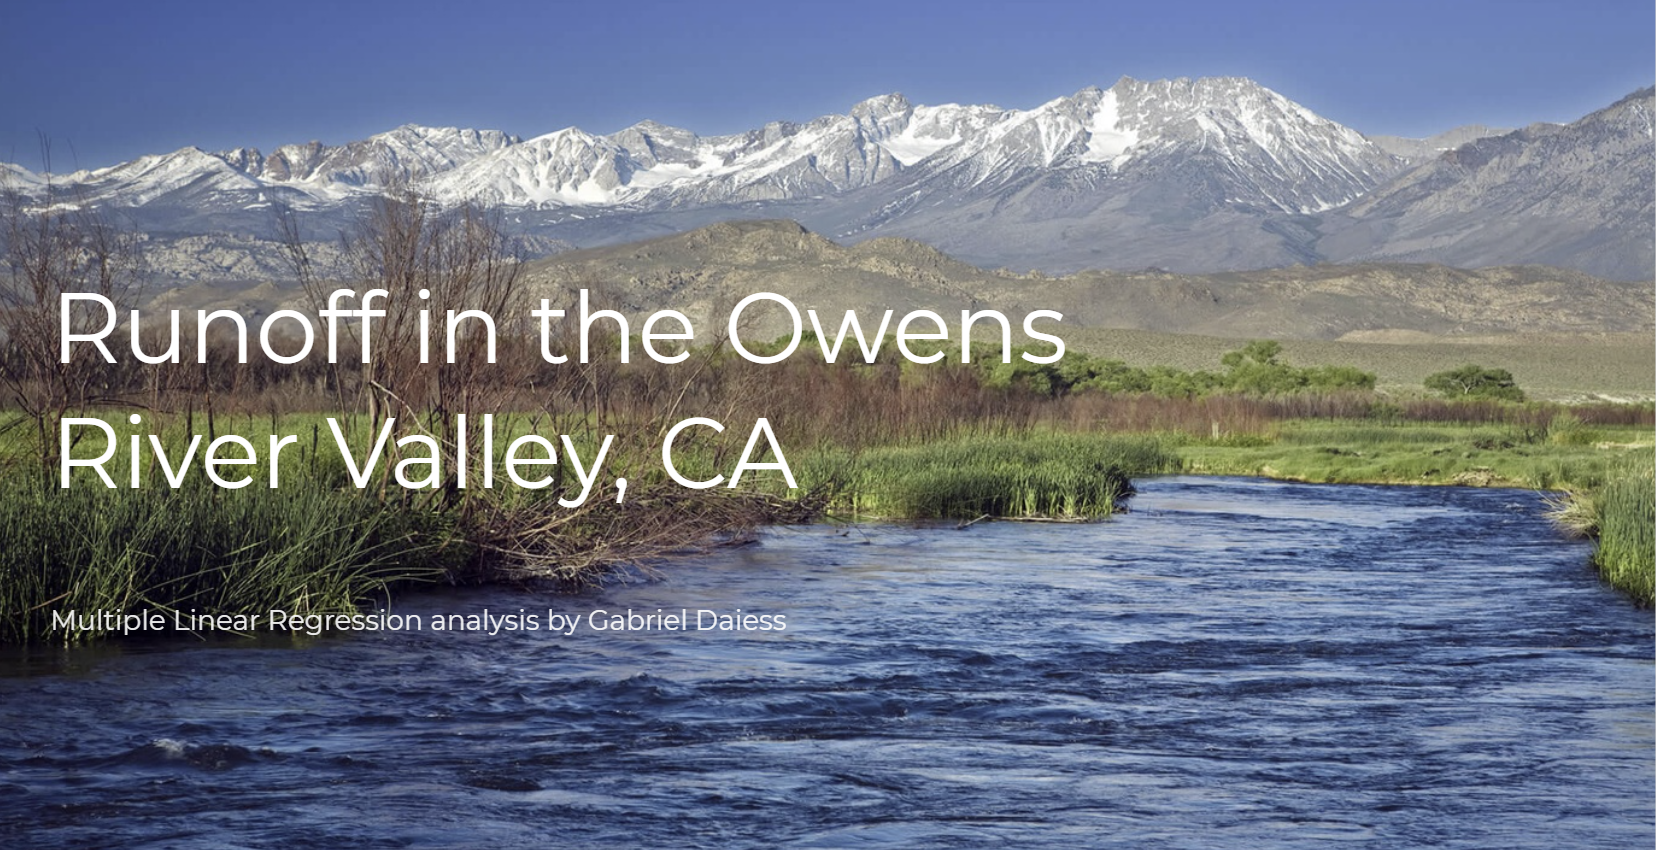 Runoff in the Owens
River Valley, CA
Multiple Linear Regression analysis by Gabriel Daiess